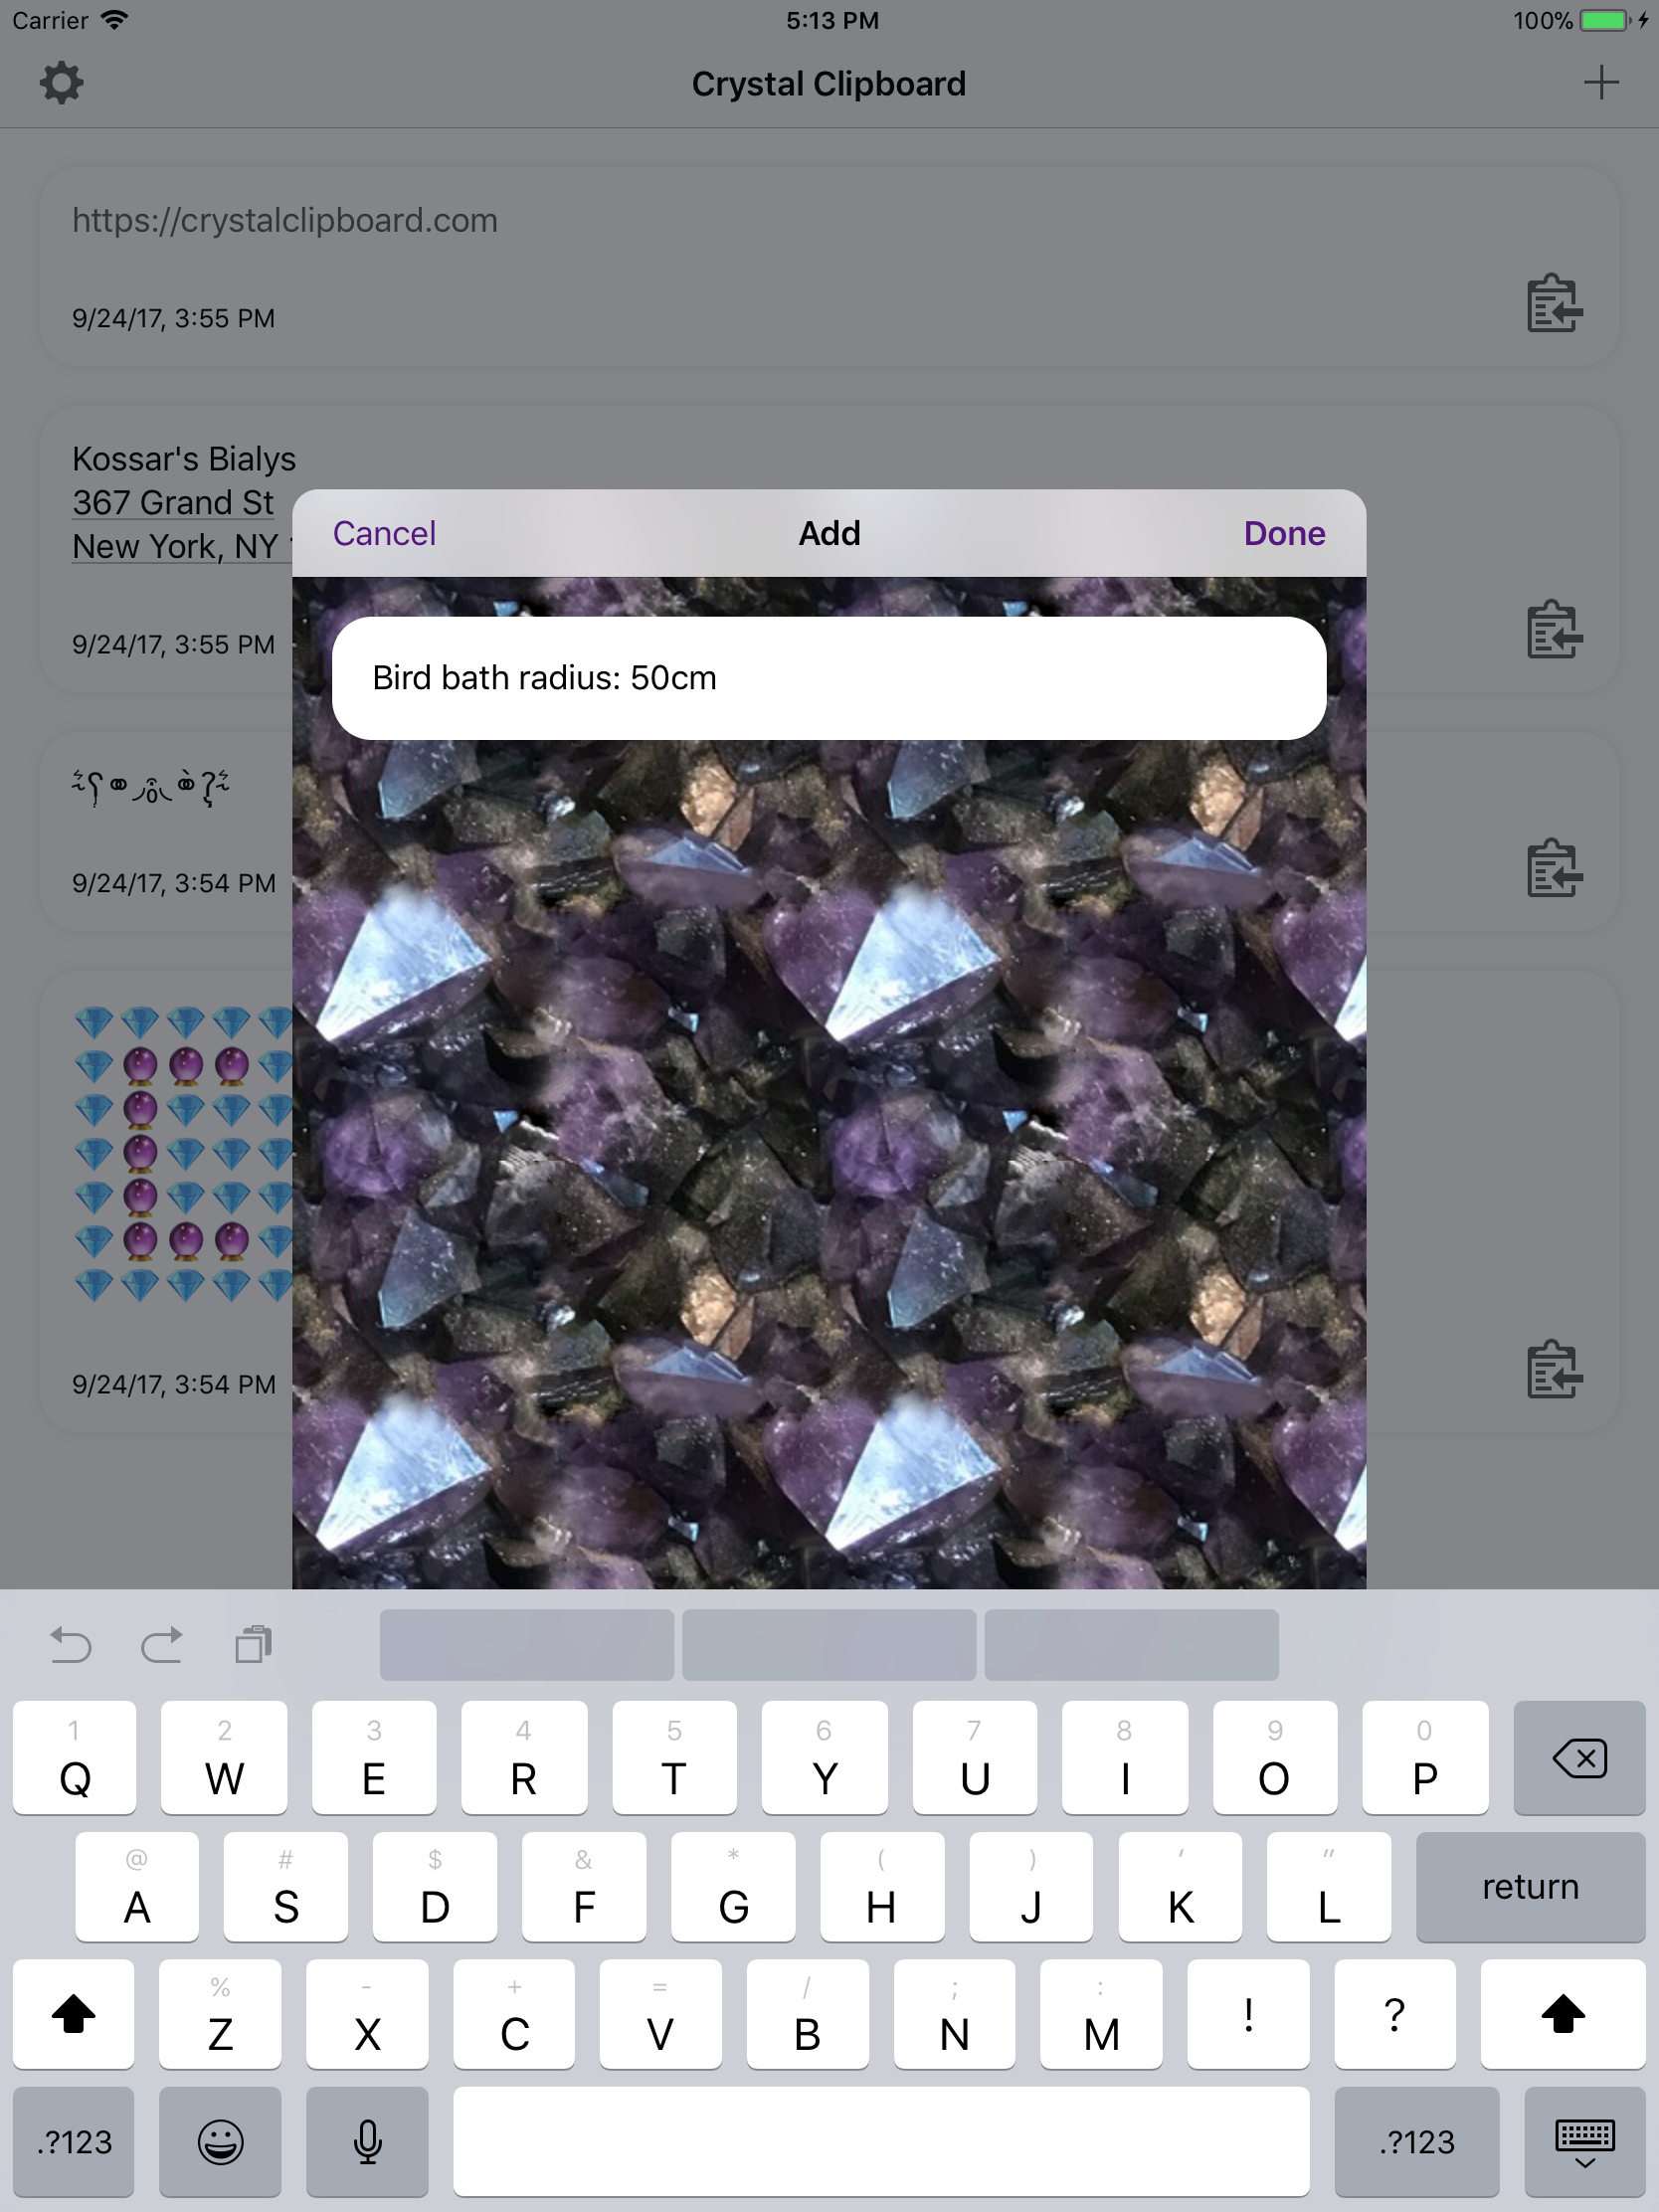 Carrier 5:13 PM 100%
Crystal Clipboard
https://crystalclipboard.com
9/24/17, 3:55 PM
Kossar's Bialys
367 Grand St
New York, NY
9/24/17, 3:55 PM
9/24/17, 3:54 PM
9/24/17, 3:54 PM
Cancel Add Done
Bird bath radius: 50cm
1 2 3 4 5 6 7 8 9 0
Q W E R T Y U I O P
@ # $ & * ( ) ' "
A S D F G H J K L return
% - + = / ; :
Z X C V B N M ! ?
.?123 .?123